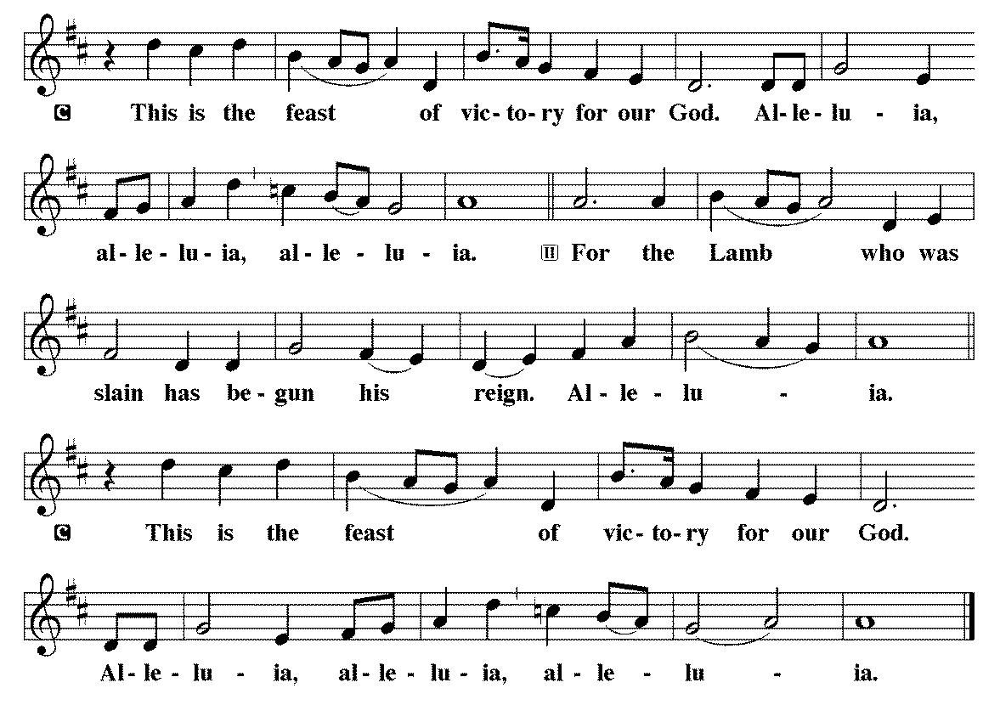 C This is the feast of vic - to - ry for our God. Al - le - lu - ia,
al - le - lu - ia, al - le - lu - ia. II For the Lamb who was
slain has be - gun his reign. Al - le - lu - ia.
C This is the feast of vic - to - ry for our God.
Al - le - lu - ia, al - le - lu - ia, al - le - lu - ia.